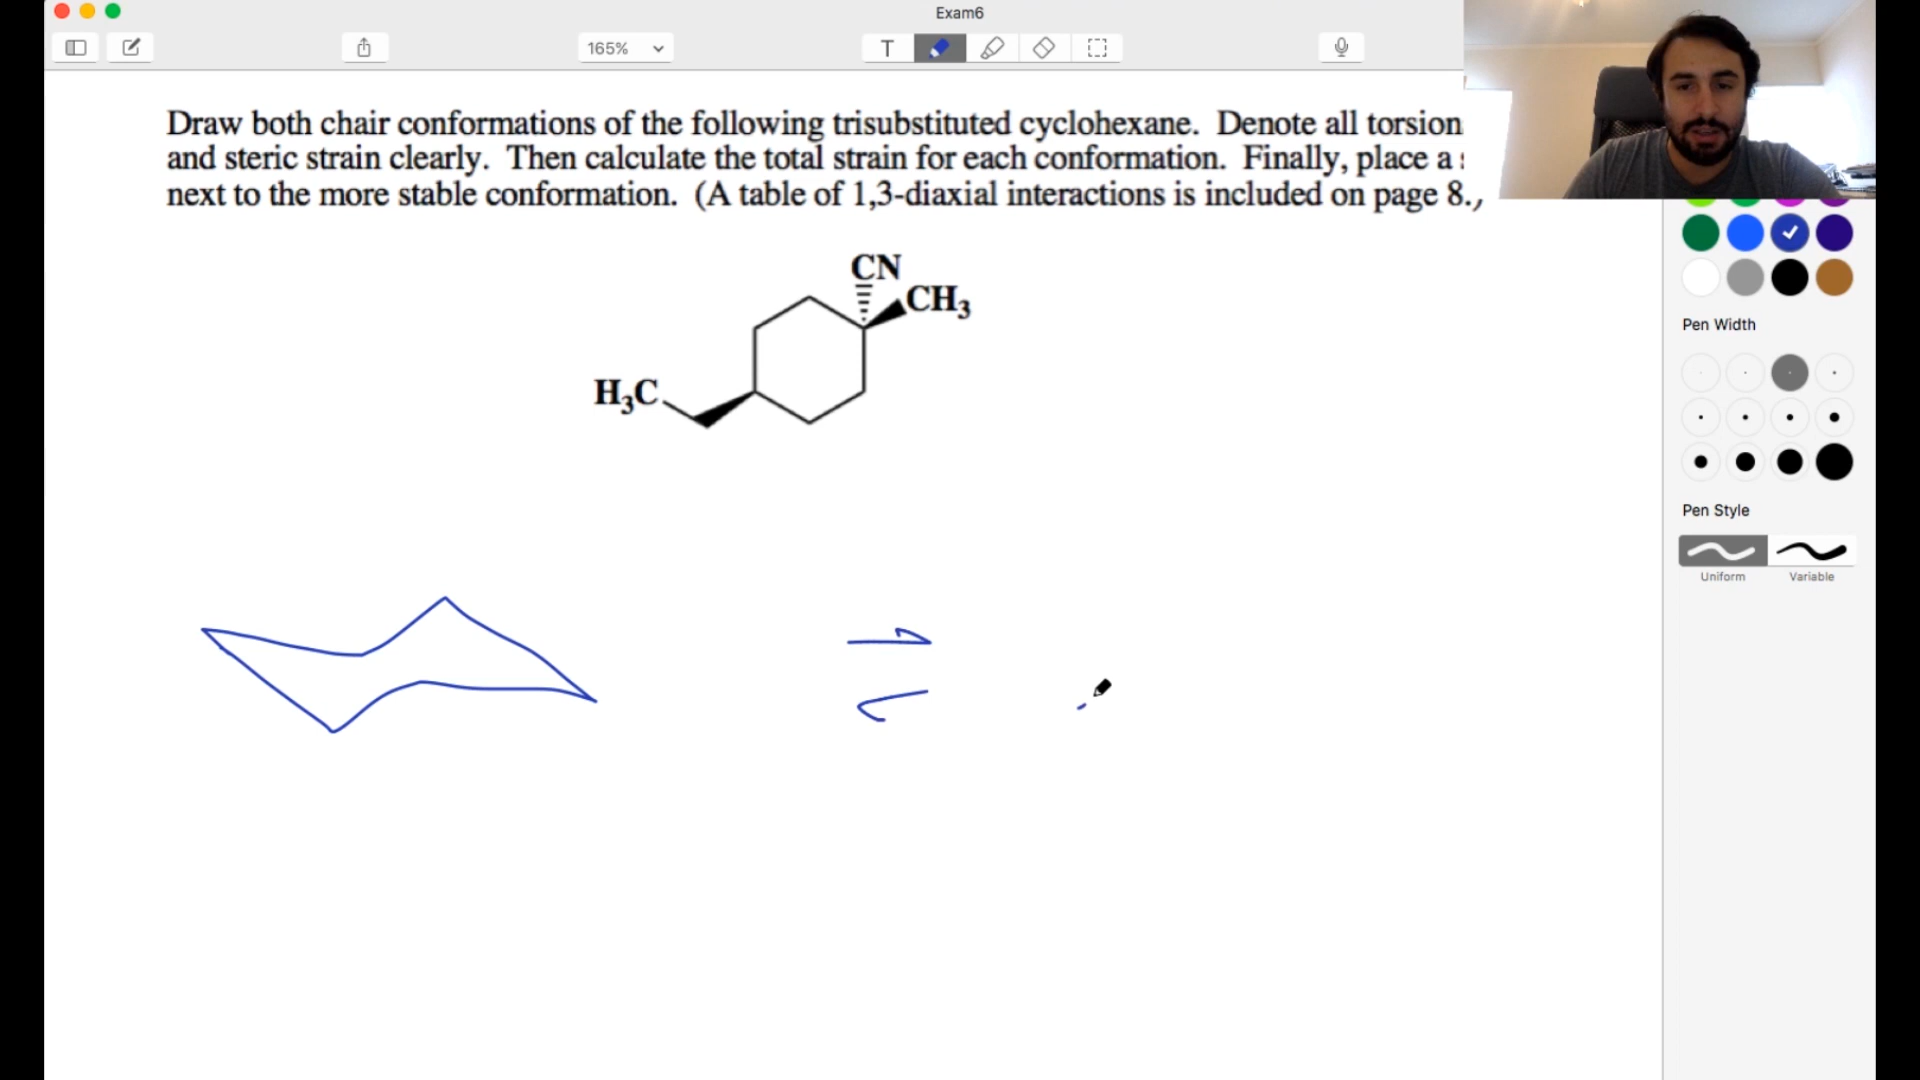 Exam6
165%
T
Draw both chair conformations of the following trisubstituted cyclohexane. Denote all torsion
and steric strain clearly. Then calculate the total strain for each conformation. Finally, place a
next to the more stable conformation. (A table of 1,3-diaxial interactions is included on page 8.
CN
CH3
H3C
Pen Width
Pen Style
Uniform
Variable